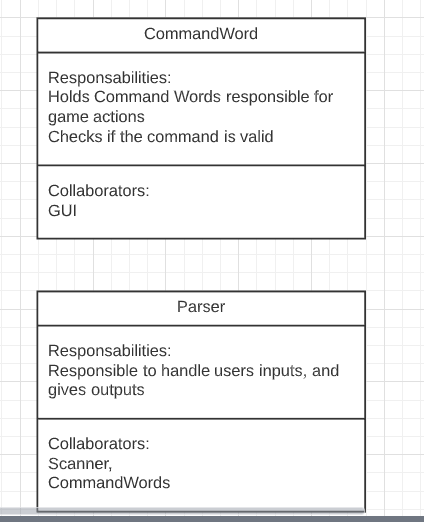 CommandWord
Responsabilities:
Holds Command Words responsible for
game actions
Checks if the command is valid
Collaborators:
GUI
Parser
Responsabilities:
Responsible to handle users inputs, and
gives outputs
Collaborators:
Scanner,
CommandWords